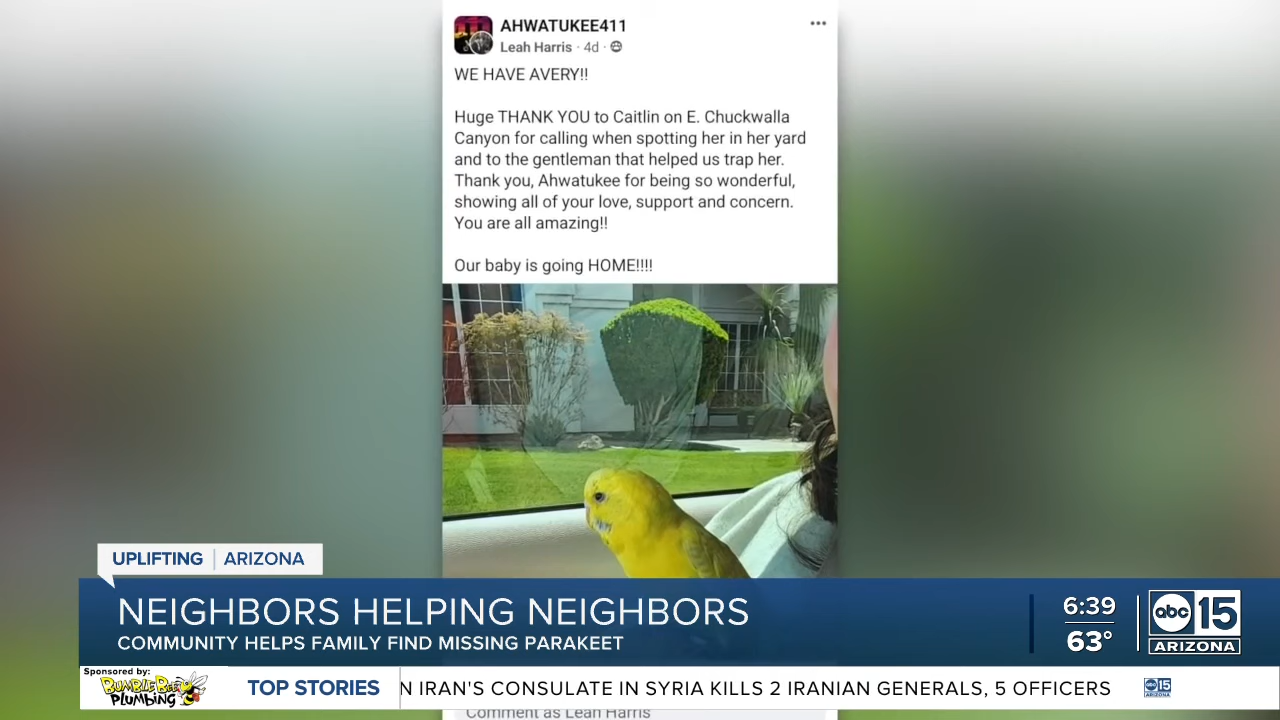 AHWATUKEE411
Leah Harris · 4d ·
WE HAVE AVERY!!
Huge THANK YOU to Caitlin on E. Chuckwalla
Canyon for calling when spotting her in her yard
and to the gentleman that helped us trap her.
Thank you, Ahwatukee for being so wonderful,
showing all of your love, support and concern.
You are all amazing!!
Our baby is going HOME!!!!
UPLIFTING | ARIZONA
NEIGHBORS HELPING NEIGHBORS
COMMUNITY HELPS FAMILY FIND MISSING PARAKEET
6:39
63°
abc 15
ARIZONA
Sponsored by:
BUMBLE BEE
PLUMBING
TOP STORIES
N IRAN'S CONSULATE IN SYRIA KILLS 2 IRANIAN GENERALS, 5 OFFICERS
abc 15
ARIZONA
Comment as Leah Harris